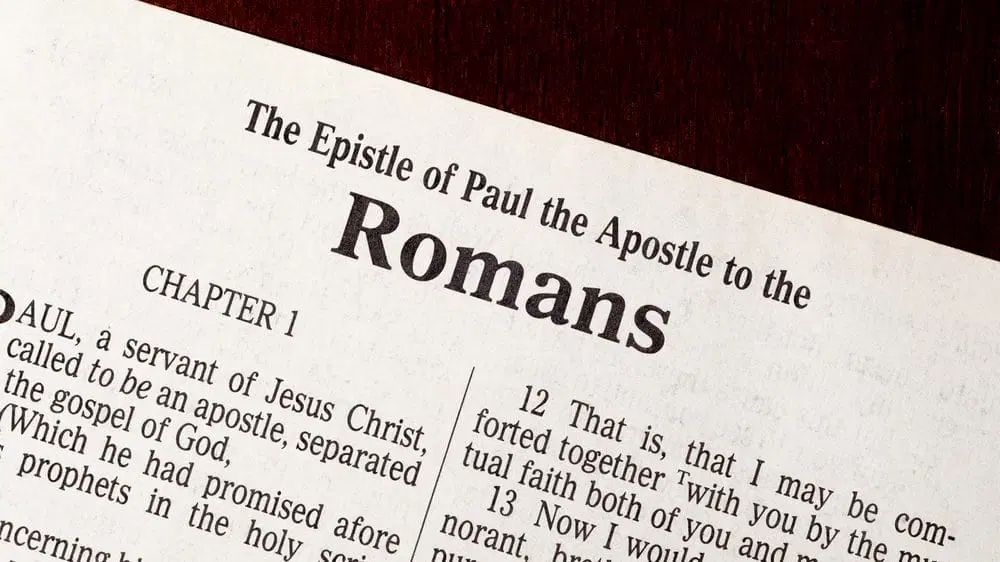 The Epistle of Paul the Apostle to the
Romans
CHAPTER 1
PAUL, a servant of Jesus Christ,
called to be an apostle, separated
the gospel of God,
(Which he had promised afore
prophets in the holy
12 That is, that I may be com-
forted together ᵀwith you by the
tual faith both of you and
13 Now I would
norant,